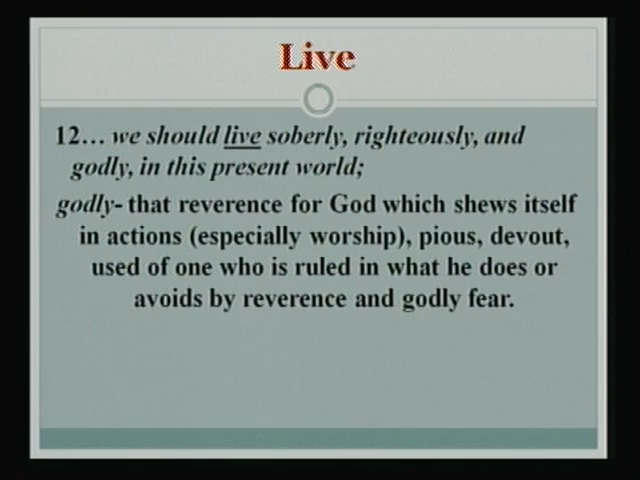 Live
12... we should live soberly, righteously, and
godly, in this present world;
godly- that reverence for God which shews itself
in actions (especially worship), pious, devout,
used of one who is ruled in what he does or
avoids by reverence and godly fear.